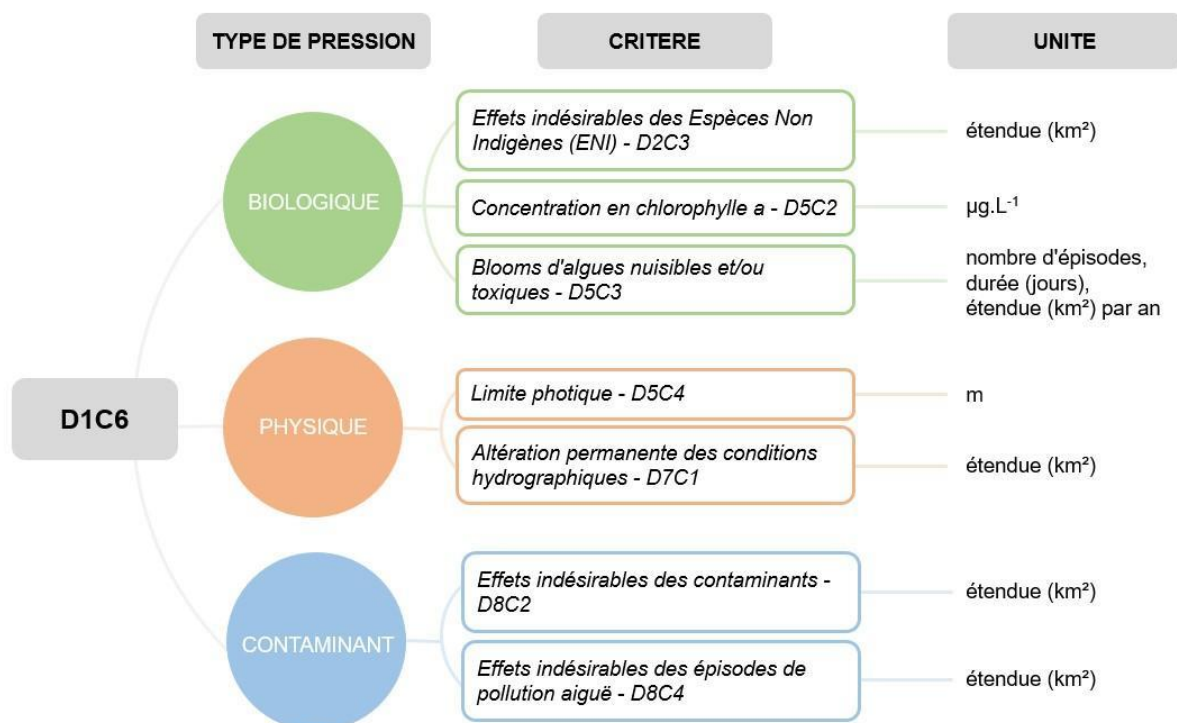 TYPE DE PRESSION
CRITERE
UNITE
D1C6
BIOLOGIQUE
Effets indésirables des Espèces Non
Indigènes (ENI) - D2C3
étendue (km²)
Concentration en chlorophylle a - D5C2
µg.L⁻¹
Blooms d'algues nuisibles et/ou
toxiques - D5C3
nombre d'épisodes,
durée (jours),
étendue (km²) par an
PHYSIQUE
Limite photique - D5C4
m
Altération permanente des conditions
hydrographiques - D7C1
étendue (km²)
CONTAMINANT
Effets indésirables des contaminants -
D8C2
étendue (km²)
Effets indésirables des épisodes de
pollution aiguë - D8C4
étendue (km²)